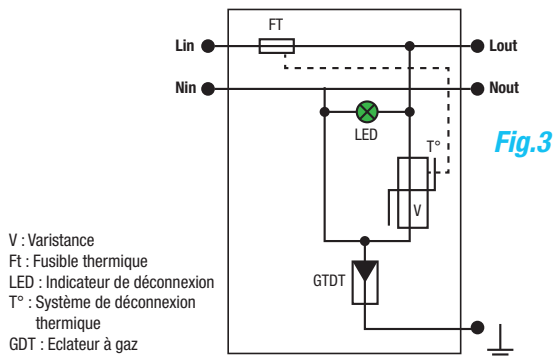 FT
Lin
Lout
Nin
Nout
LED
T°
Fig.3
V
GTDT
V : Varistance
Ft : Fusible thermique
LED : Indicateur de déconnexion
T° : Système de déconnexion
thermique
GDT : Eclateur à gaz